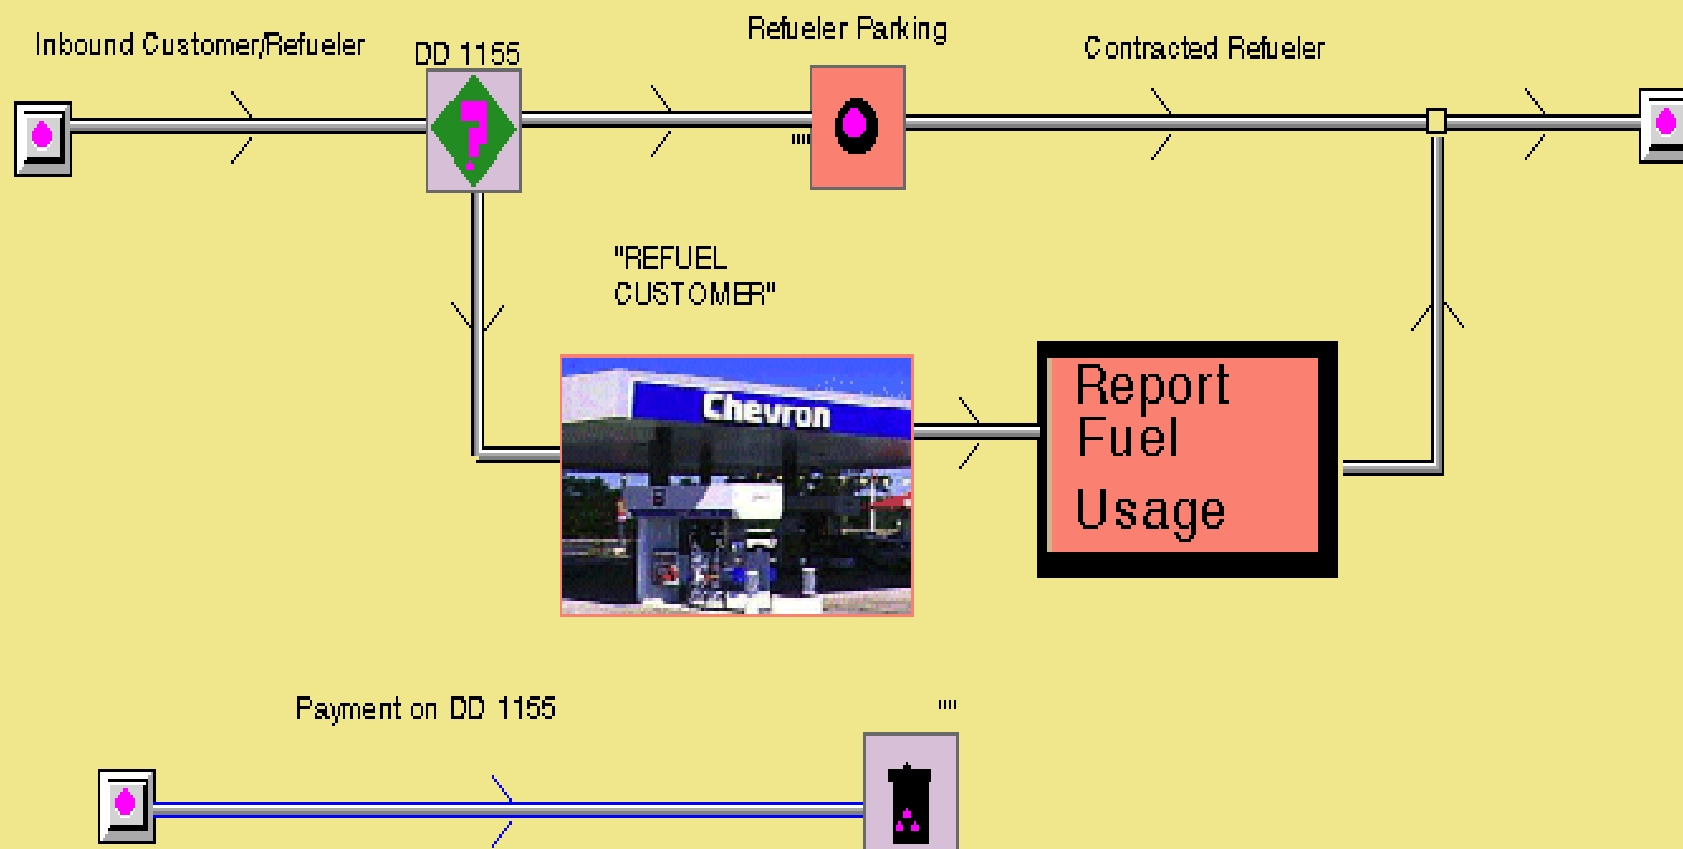 Inbound Customer/Refueler
DD 1155
Refueler Parking
Contracted Refueler
"REFUEL
CUSTOMER"
Chevron
Report
Fuel
Usage
Payment on DD 1155